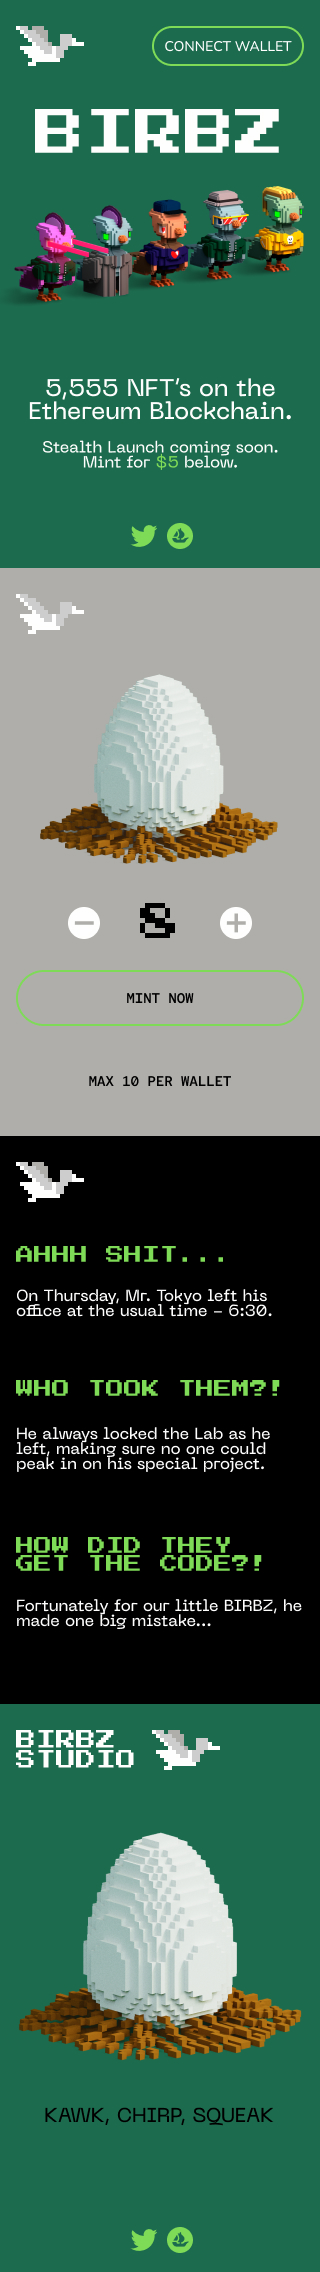 CONNECT WALLET
BIRBZ
5,555 NFT's on the
Ethereum Blockchain.
Stealth Launch coming soon.
Mint for $5 below.
8
MINT NOW
MAX 10 PER WALLET
AHHH SHIT...
On Thursday, Mr. Tokyo left his
office at the usual time - 6:30.
WHO TOOK THEM?!
He always locked the Lab as he
left, making sure no one could
peak in on his special project.
HOW DID THEY
GET THE CODE?!
Fortunately for our little BIRBZ, he
made one big mistake...
BIRBZ
STUDIO
KAWK, CHIRP, SQUEAK